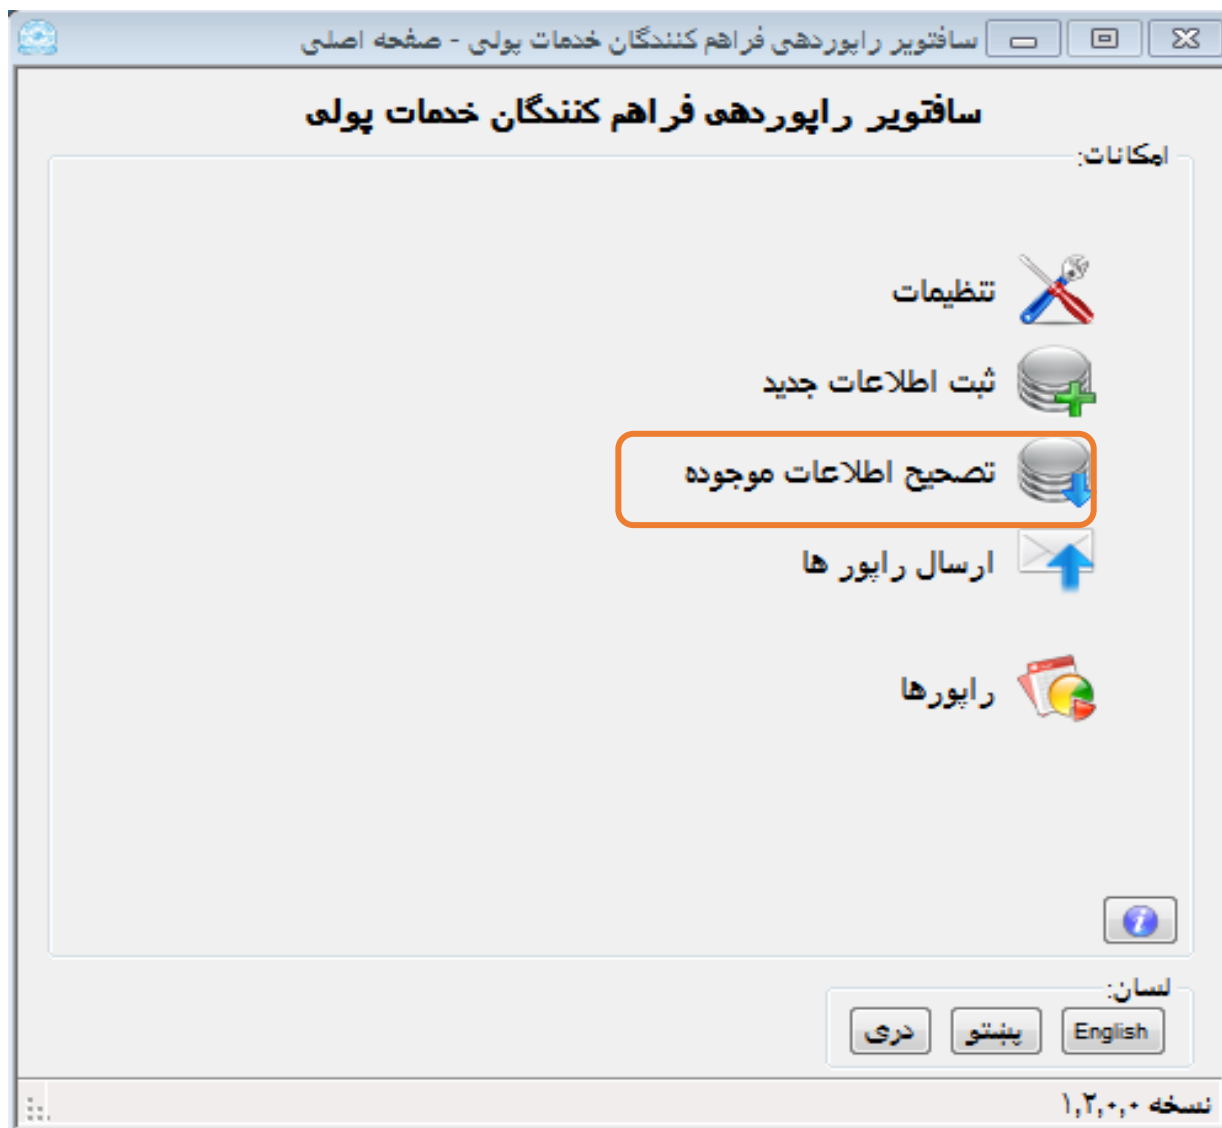 سافتویر راپوردهی فراهم کنندگان خدمات پولی - صفحه اصلی
سافتویر راپوردهی فراهم کنندگان خدمات پولی
امکانات:
تنظیمات
ثبت اطلاعات جدید
تصحیح اطلاعات موجوده
ارسال راپور ها
راپورها
لسان:
English پښتو دری
نسخه ۱,۲,۰,۰